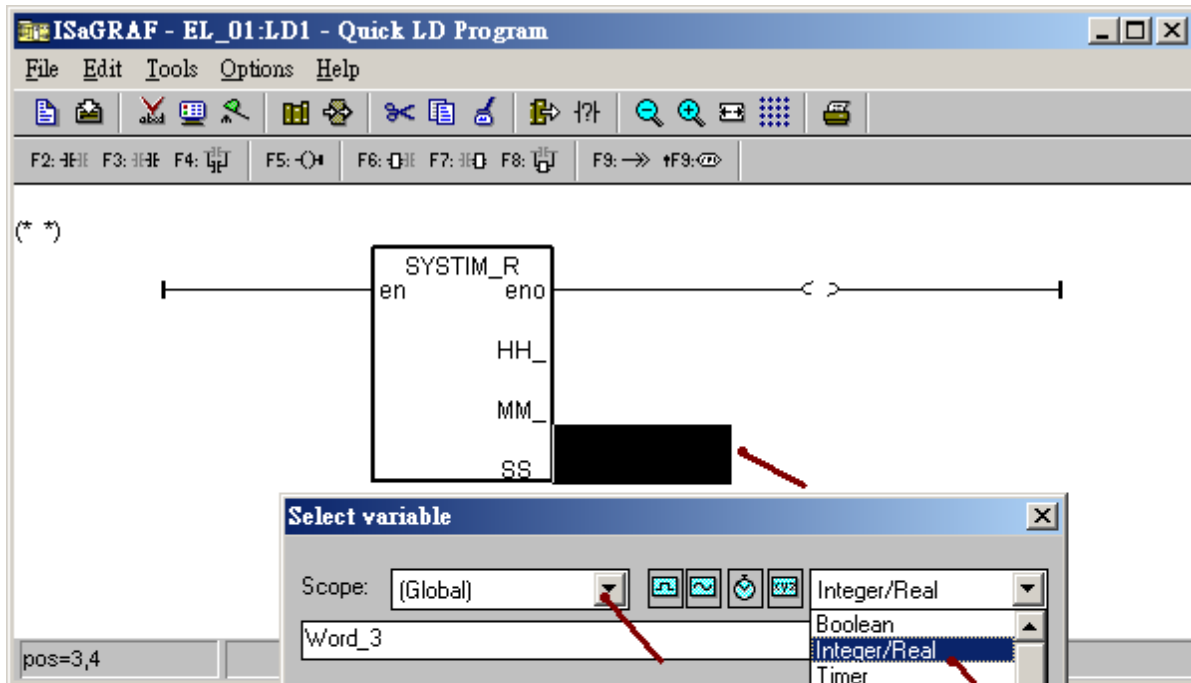 ISaGRAF - EL_01:LD1 - Quick LD Program
File Edit Tools Options Help
F2: F3: F4: F5: F6: F7: F8: F9: ↑F9:
(* *)
SYSTIM_R
en eno
HH_
MM_
SS_
Select variable
Scope: (Global) Integer/Real
Word_3 Boolean
Integer/Real
Timer
pos=3,4